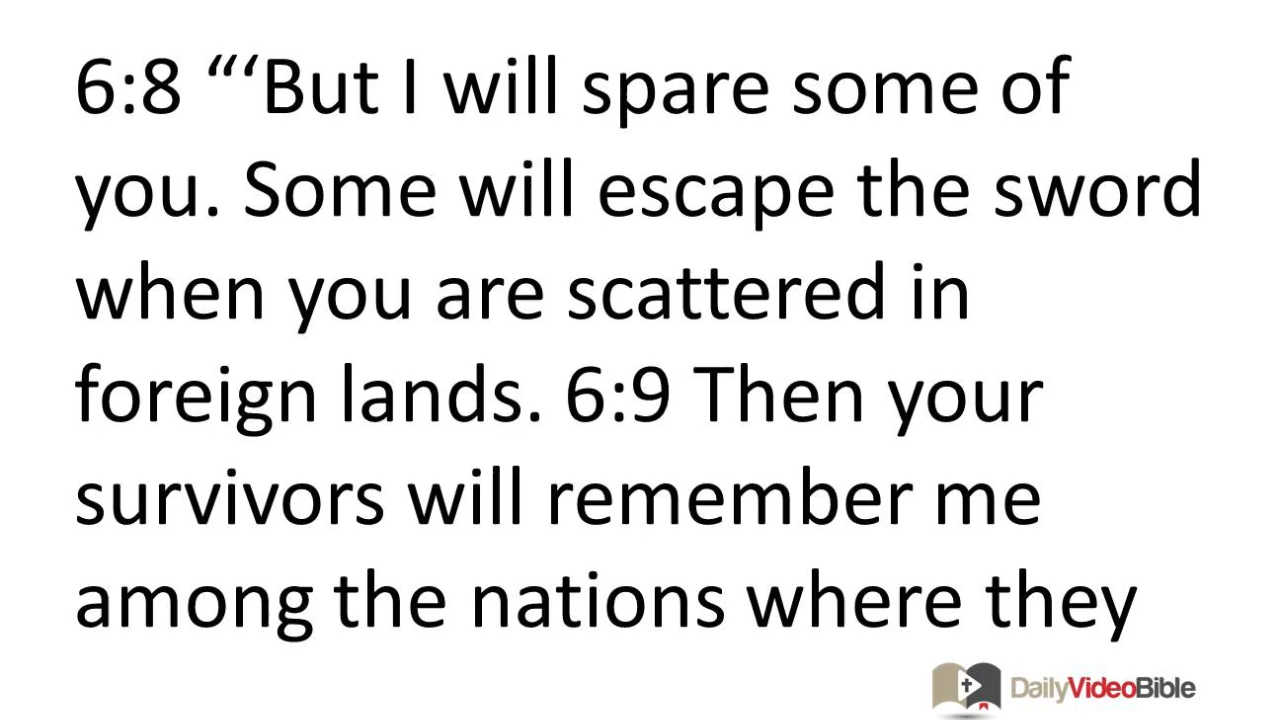 6:8 “‘But I will spare some of
you. Some will escape the sword
when you are scattered in
foreign lands. 6:9 Then your
survivors will remember me
among the nations where they
DailyVideoBible